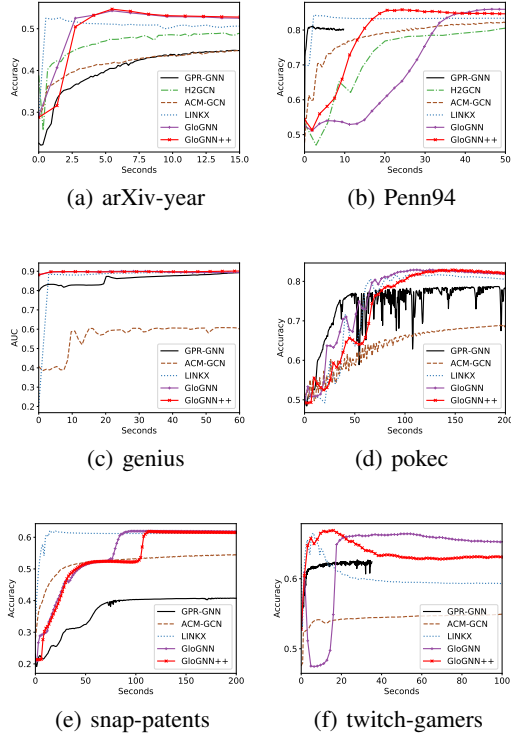 Accuracy
0.5
0.4
0.3
0.0 2.5 5.0 7.5 10.0 12.5 15.0
Seconds
GPR-GNN
H2GCN
ACM-GCN
LINKX
GloGNN
GloGNN++
(a) arXiv-year
Accuracy
0.8
0.7
0.6
0.5
0 10 20 30 40 50
Seconds
GPR-GNN
H2GCN
ACM-GCN
LINKX
GloGNN
GloGNN++
(b) Penn94
AUC
0.9
0.8
0.7
0.6
0.5
0.4
0.3
0.2
0 10 20 30 40 50 60
Seconds
GPR-GNN
ACM-GCN
LINKX
GloGNN
GloGNN++
(c) genius
Accuracy
0.8
0.7
0.6
0.5
0 50 100 150 200
Seconds
GPR-GNN
ACM-GCN
LINKX
GloGNN
GloGNN++
(d) pokec
Accuracy
0.6
0.5
0.4
0.3
0.2
0 50 100 150 200
Seconds
GPR-GNN
ACM-GCN
LINKX
GloGNN
GloGNN++
(e) snap-patents
Accuracy
0.6
0.5
0 20 40 60 80 100
Seconds
GPR-GNN
ACM-GCN
LINKX
GloGNN
GloGNN++
(f) twitch-gamers